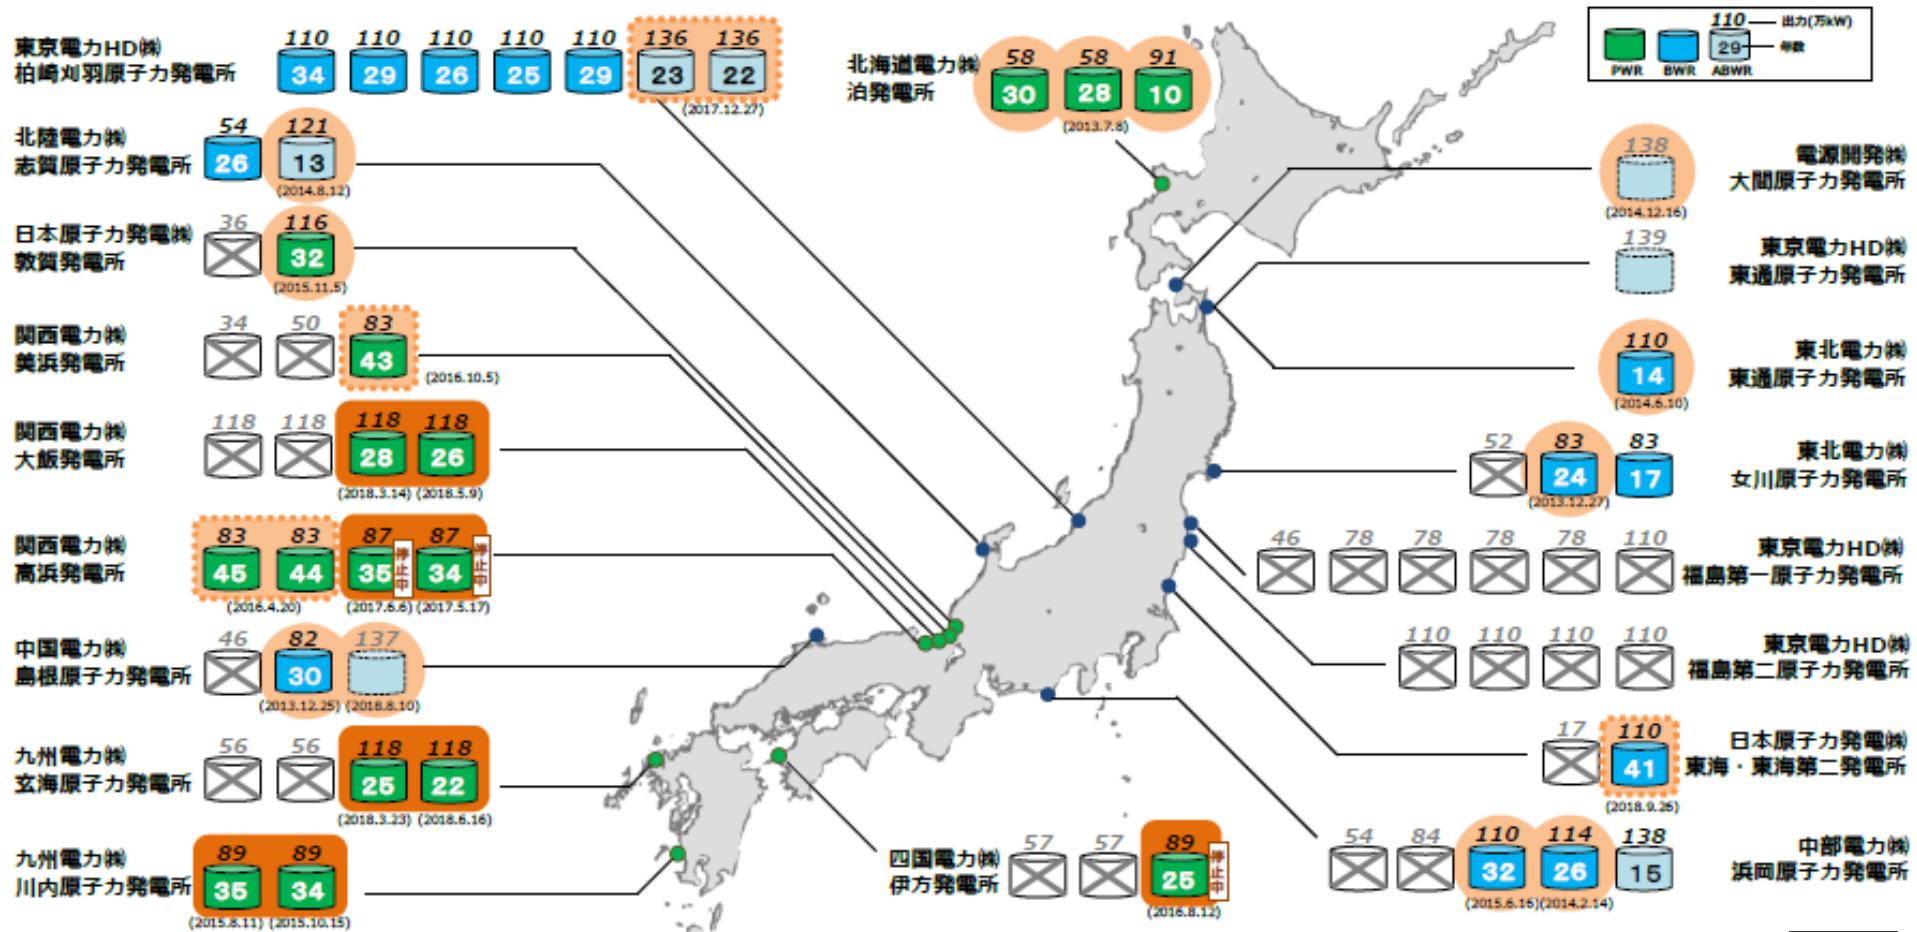 110 出力(万kW)
29 年数
PWR BWR ABWR
東京電力HD㈱
柏崎刈羽原子力発電所
110 110 110 110 110 136 136
34 29 26 25 29 23 22
(2017.12.27)
北陸電力㈱
志賀原子力発電所
54 121
26 13
(2014.8.12)
日本原子力発電㈱
敦賀発電所
36 116
32
(2015.11.5)
関西電力㈱
美浜発電所
34 50 83
43
(2016.10.5)
関西電力㈱
大飯発電所
118 118 118 118
28 26
(2018.3.14) (2018.5.9)
関西電力㈱
高浜発電所
83 83 87 87
45 44 35 停止中 34 停止中
(2016.4.20) (2017.6.6) (2017.5.17)
中国電力㈱
島根原子力発電所
46 82 137
30
(2013.12.25) (2018.8.10)
九州電力㈱
玄海原子力発電所
56 56 118 118
25 22
(2018.3.23) (2018.6.16)
九州電力㈱
川内原子力発電所
89 89
35 34
(2015.8.11) (2015.10.15)
北海道電力㈱
泊発電所
58 58 91
30 28 10
(2013.7.8)
電源開発㈱
大間原子力発電所
138
(2014.12.16)
東京電力HD㈱
東通原子力発電所
139
東北電力㈱
東通原子力発電所
110
14
(2014.6.10)
東北電力㈱
女川原子力発電所
52 83 83
24 17
(2013.12.27)
東京電力HD㈱
福島第一原子力発電所
46 78 78 78 78 110
東京電力HD㈱
福島第二原子力発電所
110 110 110 110
日本原子力発電㈱
東海・東海第二発電所
17 110
41
(2018.9.26)
中部電力㈱
浜岡原子力発電所
54 84 110 114 138
32 26 15
(2015.6.16) (2014.2.14)
四国電力㈱
伊方発電所
57 57 89
25 停止中
(2016.8.12)